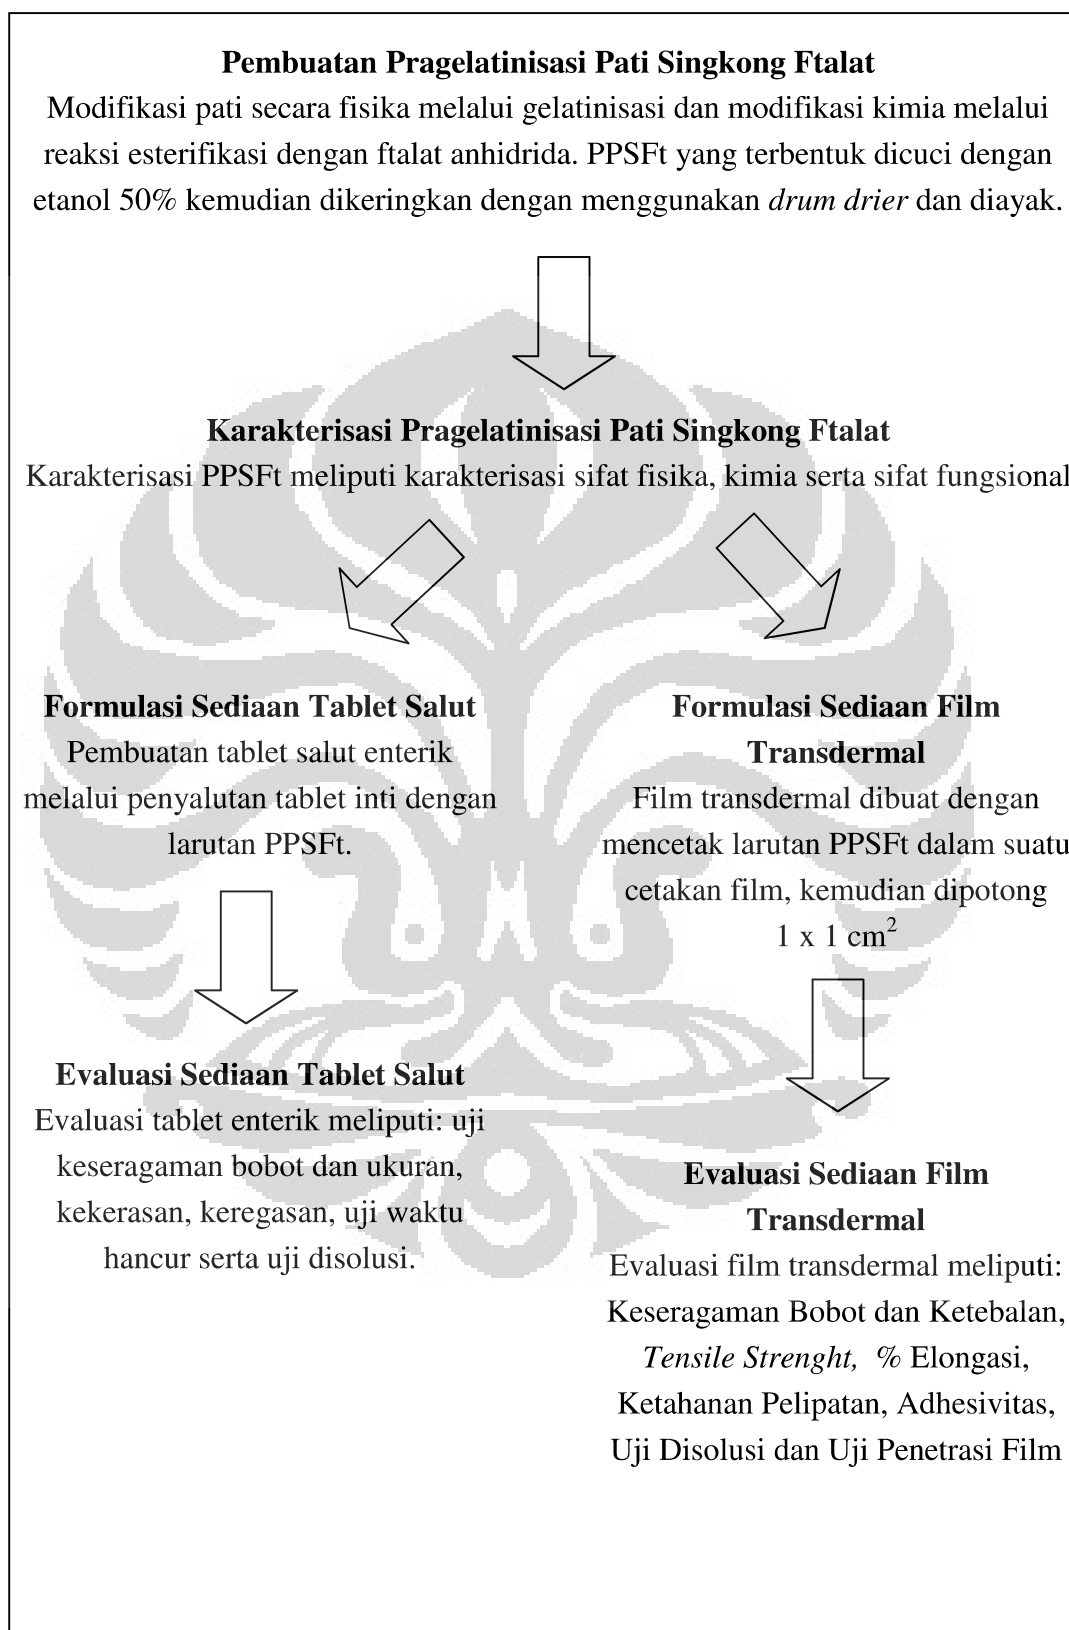 Pembuatan Pragelatinisasi Pati Singkong Ftalat
Modifikasi pati secara fisika melalui gelatinisasi dan modifikasi kimia melalui
reaksi esterifikasi dengan ftalat anhidrida. PPSFt yang terbentuk dicuci dengan
etanol 50% kemudian dikeringkan dengan menggunakan drum drier dan diayak.
Karakterisasi Pragelatinisasi Pati Singkong Ftalat
Karakterisasi PPSFt meliputi karakterisasi sifat fisika, kimia serta sifat fungsional
Formulasi Sediaan Tablet Salut
Pembuatan tablet salut enterik
melalui penyalutan tablet inti dengan
larutan PPSFt.
Evaluasi Sediaan Tablet Salut
Evaluasi tablet enterik meliputi: uji
keseragaman bobot dan ukuran,
kekerasan, keregasan, uji waktu
hancur serta uji disolusi.
Formulasi Sediaan Film
Transdermal
Film transdermal dibuat dengan
mencetak larutan PPSFt dalam suatu
cetakan film, kemudian dipotong
1 x 1 cm²
Evaluasi Sediaan Film
Transdermal
Evaluasi film transdermal meliputi:
Keseragaman Bobot dan Ketebalan,
Tensile Strenght, % Elongasi,
Ketahanan Pelipatan, Adhesivitas,
Uji Disolusi dan Uji Penetrasi Film